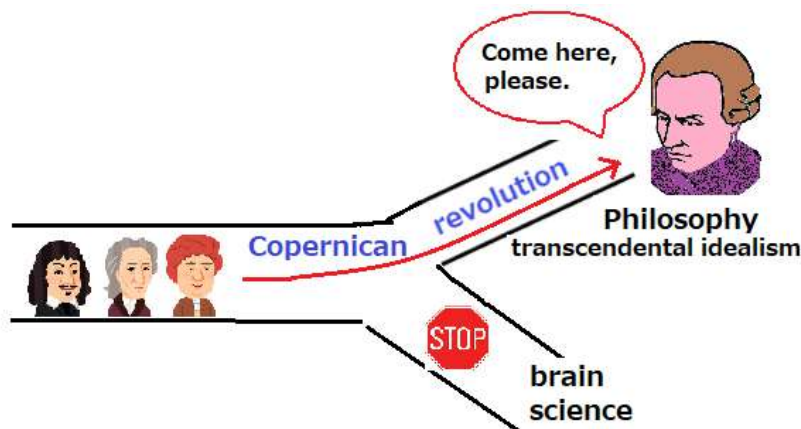 Come here,
please.
Copernican revolution
Philosophy
transcendental idealism
STOP
brain
science